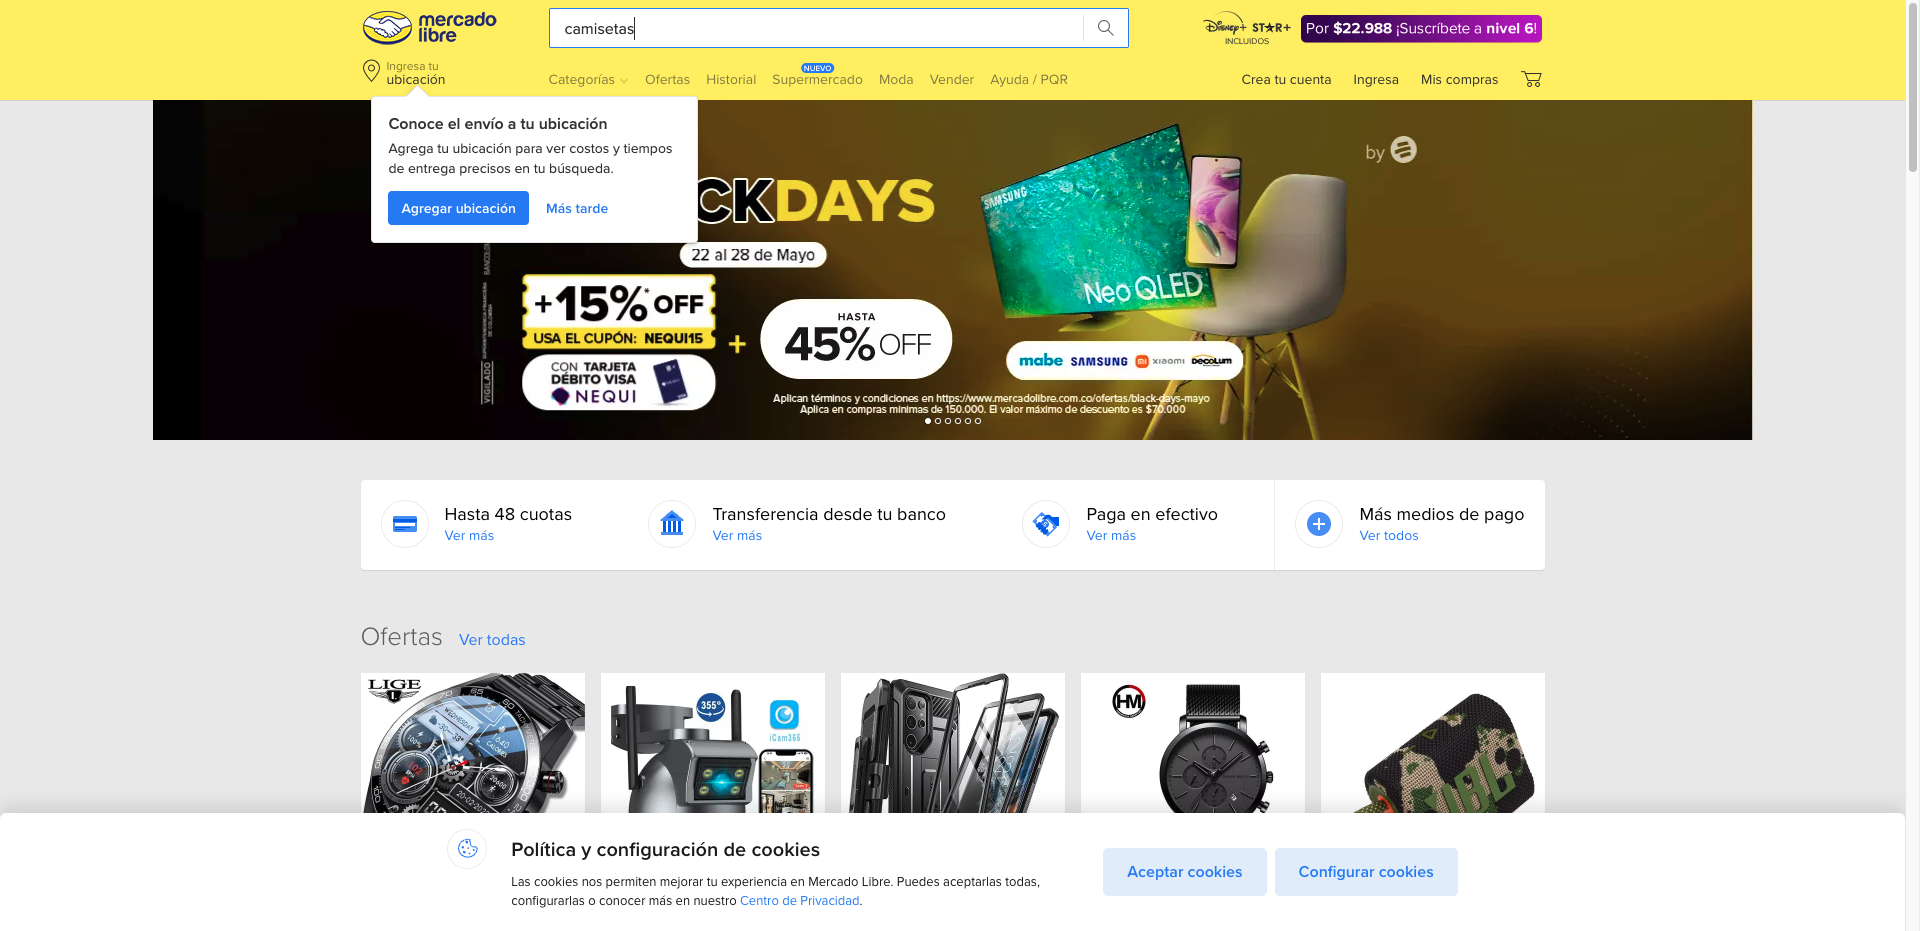 mercado
libre
camisetas
Disney+ STAR+
INCLUIDOS
Por $22.988 ¡Suscríbete a nivel 6!
Ingresa tu
ubicación
Categorías
Ofertas
Historial
Supermercado
NUEVO
Moda
Vender
Ayuda / PQR
Crea tu cuenta
Ingresa
Mis compras
Conoce el envío a tu ubicación
Agrega tu ubicación para ver costos y tiempos
de entrega precisos en tu búsqueda.
Agregar ubicación
Más tarde
CKDAYS
22 al 28 de Mayo
+15%* OFF
USA EL CUPÓN: NEQUI15
CON TARJETA
DÉBITO VISA
NEQUI
+
HASTA
45% OFF
VIGILADO
SUPERINTENDENCIA FINANCIERA
DE COLOMBIA
SAMSUNG
Neo QLED
by
mabe SAMSUNG xiaomi Decolum
Aplican términos y condiciones en https://www.mercadolibre.com.co/ofertas/black-days-mayo
Aplica en compras minimas de 150.000. El valor máximo de descuento es $70.000
Hasta 48 cuotas
Ver más
Transferencia desde tu banco
Ver más
Paga en efectivo
Ver más
Más medios de pago
Ver todos
Ofertas
Ver todas
LIGE
WEDNESDAY
355°
iCam365
HM
JBL
Política y configuración de cookies
Las cookies nos permiten mejorar tu experiencia en Mercado Libre. Puedes aceptarlas todas,
configurarlas o conocer más en nuestro Centro de Privacidad.
Aceptar cookies
Configurar cookies